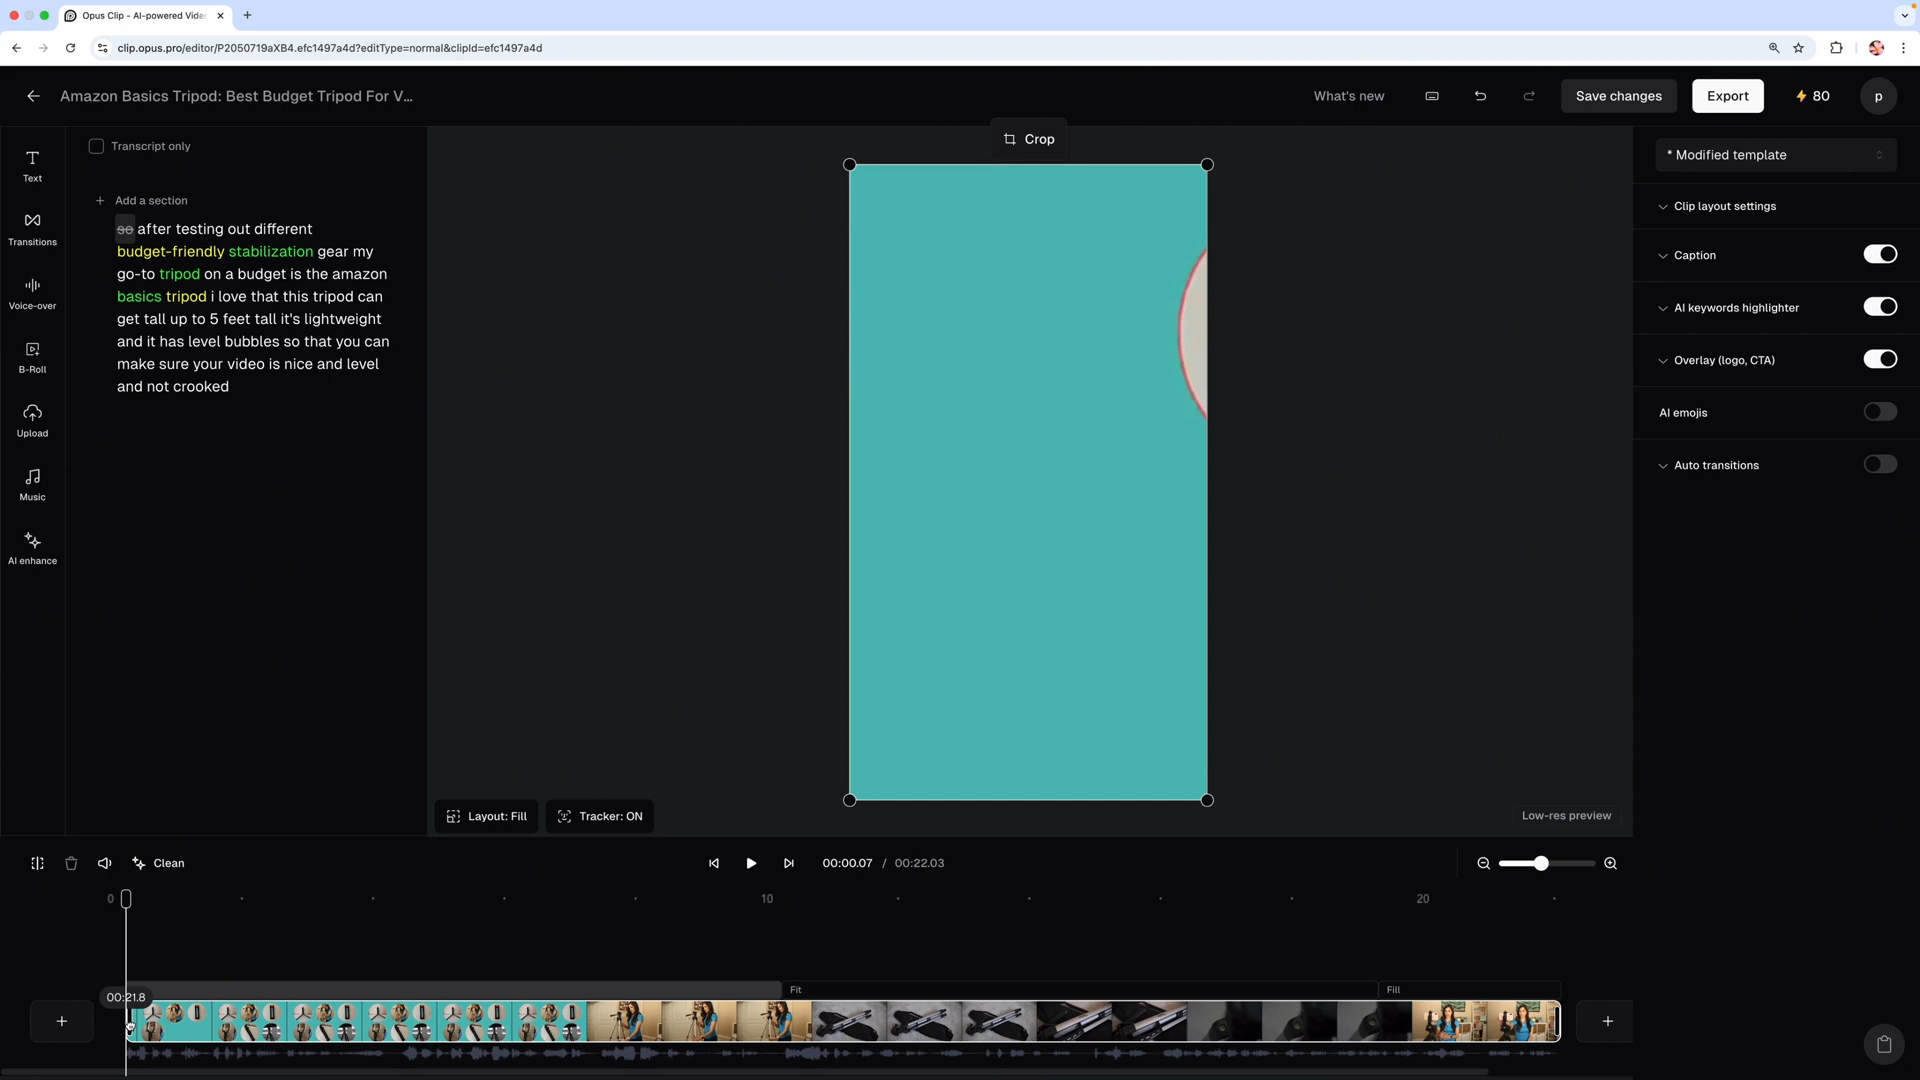 Opus Clip - AI-powered Video
clip.opus.pro/editor/P2050719aXB4.efc1497a4d?editType=normal&clipId=efc1497a4d
Amazon Basics Tripod: Best Budget Tripod For V...
What's new
Save changes
Export
80
p
Text
Transitions
Voice-over
B-Roll
Upload
Music
AI enhance
Transcript only
Add a section
so after testing out different
budget-friendly stabilization gear my
go-to tripod on a budget is the amazon
basics tripod i love that this tripod can
get tall up to 5 feet tall it's lightweight
and it has level bubbles so that you can
make sure your video is nice and level
and not crooked
Crop
Layout: Fill
Tracker: ON
Low-res preview
* Modified template
Clip layout settings
Caption
AI keywords highlighter
Overlay (logo, CTA)
AI emojis
Auto transitions
Clean
00:00.07 / 00:22.03
0
10
20
Fit
Fill
00:21.8